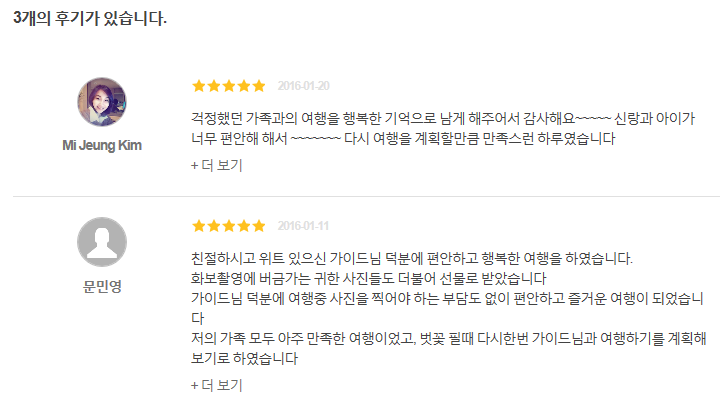 3개의 후기가 있습니다.
2016-01-20
걱정했던 가족과의 여행을 행복한 기억으로 남게 해주어서 감사해요~~~~~ 신랑과 아이가
너무 편안해 해서 ~~~~~~~ 다시 여행을 계획할만큼 만족스런 하루였습니다
Mi Jeung Kim
+ 더 보기
2016-01-11
친절하시고 위트 있으신 가이드님 덕분에 편안하고 행복한 여행을 하였습니다.
화보촬영에 버금가는 귀한 사진들도 더불어 선물로 받았습니다
문민영
가이드님 덕분에 여행중 사진을 찍어야 하는 부담도 없이 편안하고 즐거운 여행이 되었습니
다
저의 가족 모두 아주 만족한 여행이었고, 벗꽃 필때 다시한번 가이드님과 여행하기를 계획해
보기로 하였습니다
+ 더 보기